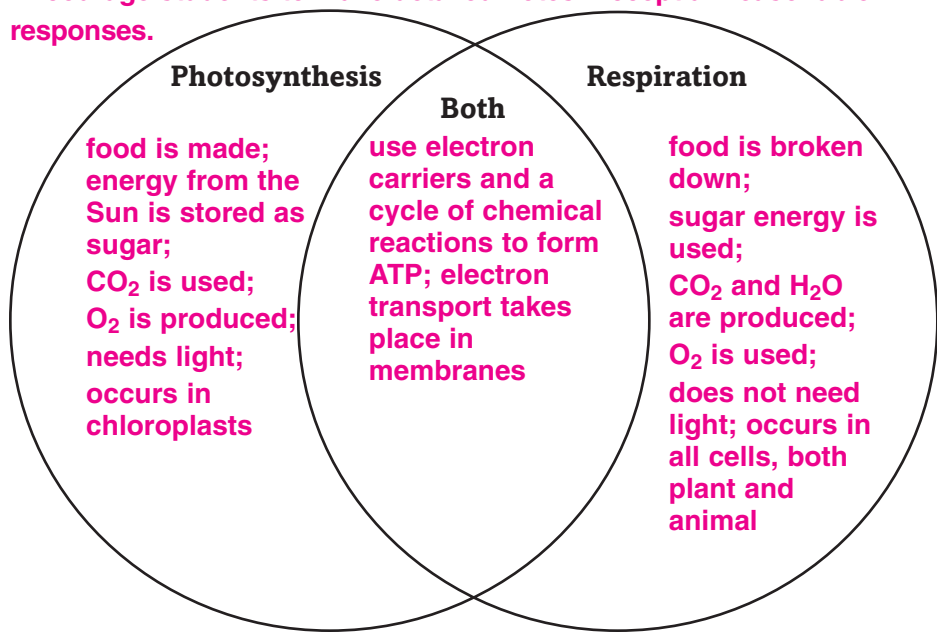 responses.
Photosynthesis
food is made;
energy from the
Sun is stored as
sugar;
CO₂ is used;
O₂ is produced;
needs light;
occurs in
chloroplasts
Both
use electron
carriers and a
cycle of chemical
reactions to form
ATP; electron
transport takes
place in
membranes
Respiration
food is broken
down;
sugar energy is
used;
CO₂ and H₂O
are produced;
O₂ is used;
does not need
light; occurs in
all cells, both
plant and
animal